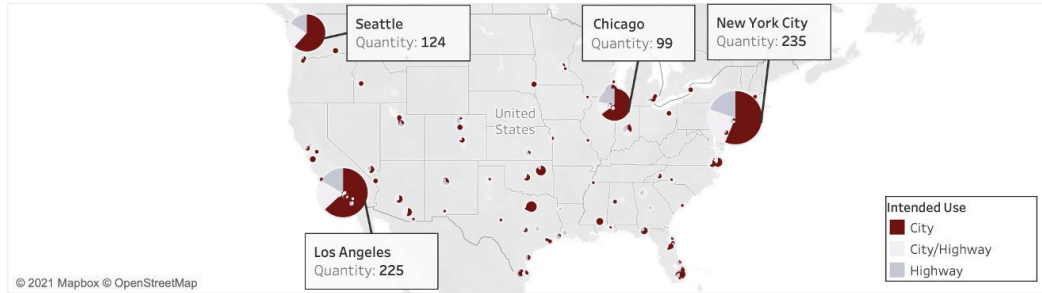 Seattle
Quantity: 124
Chicago
Quantity: 99
New York City
Quantity: 235
United
States
Los Angeles
Quantity: 225
Intended Use
City
City/Highway
Highway
© 2021 Mapbox © OpenStreetMap